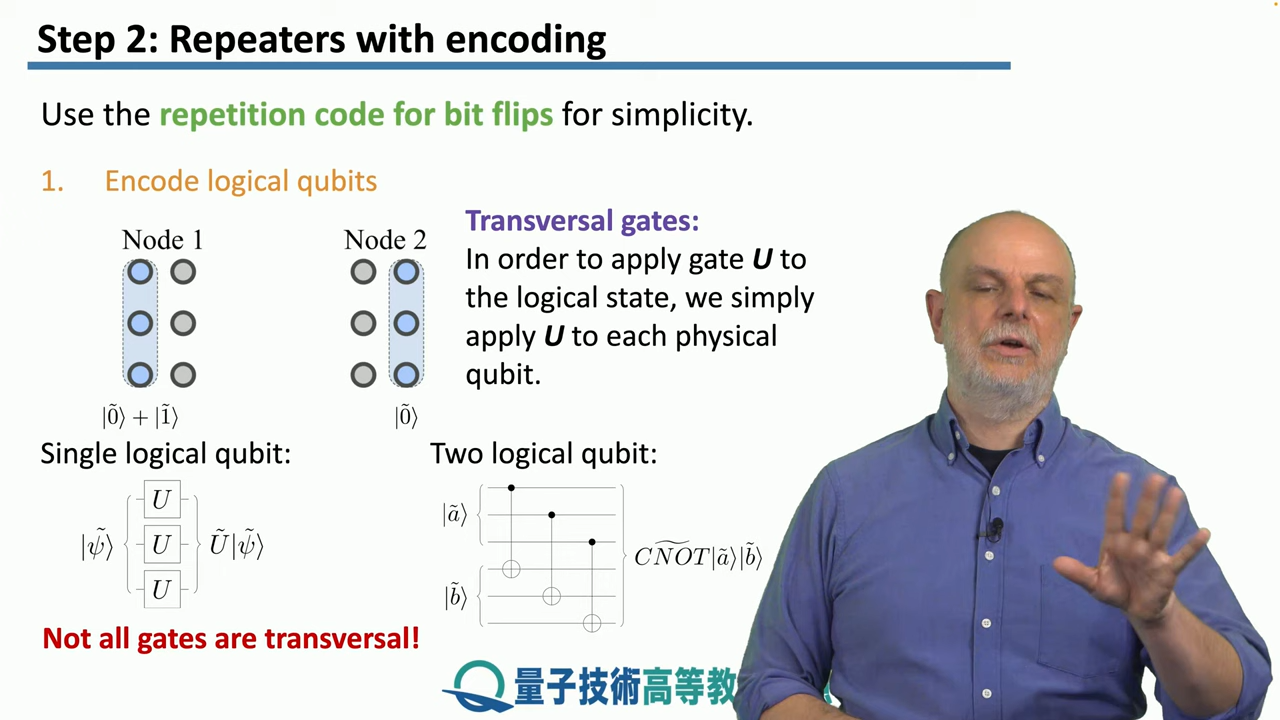 Step 2: Repeaters with encoding
Use the repetition code for bit flips for simplicity.
1. Encode logical qubits
Node 1
Node 2
|0̃⟩ + |1̃⟩
|0̃⟩
Transversal gates:
In order to apply gate U to
the logical state, we simply
apply U to each physical
qubit.
Single logical qubit:
U
|ψ̃⟩ U Ũ|ψ̃⟩
U
Two logical qubit:
|ã⟩
|b̃⟩
C͠NOT|ã⟩|b̃⟩
Not all gates are transversal!
量子技術高等教